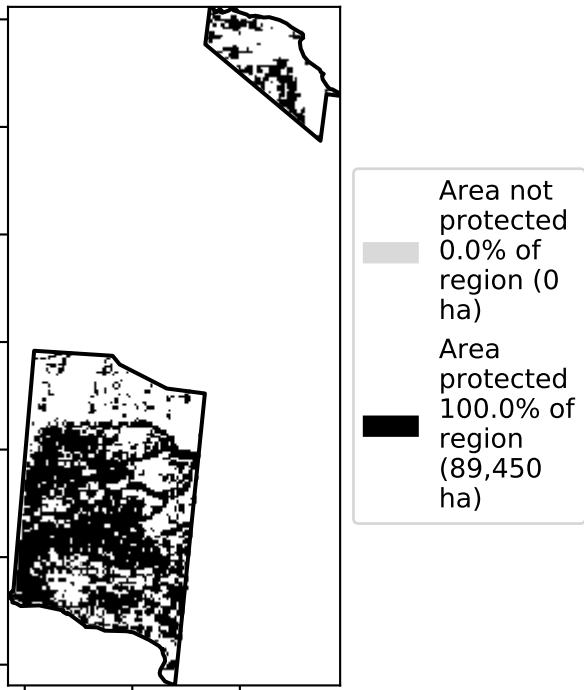 Area not
protected
0.0% of
region (0
ha)
Area
protected
100.0% of
region
(89,450
ha)